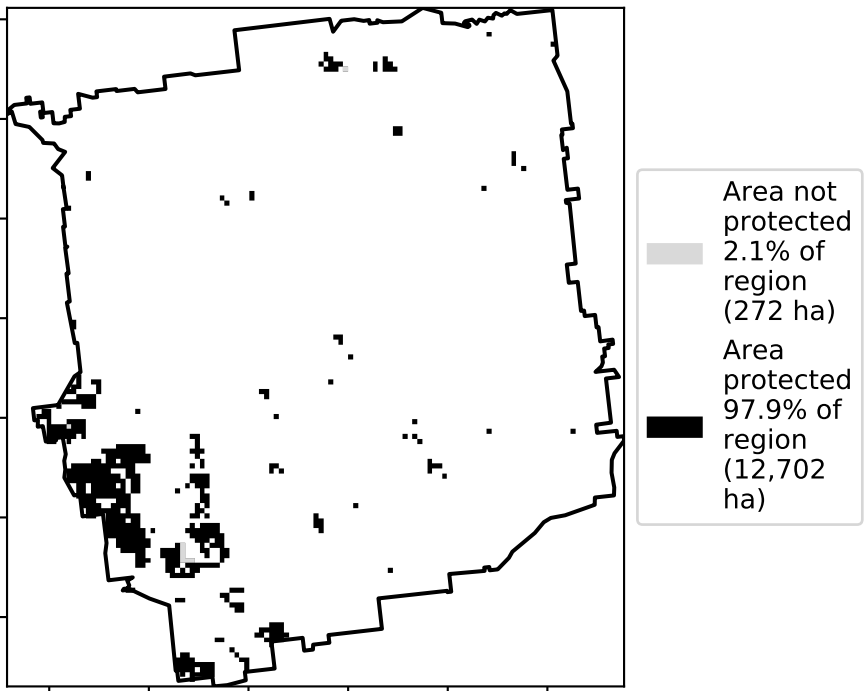 Area not
protected
2.1% of
region
(272 ha)
Area
protected
97.9% of
region
(12,702
ha)